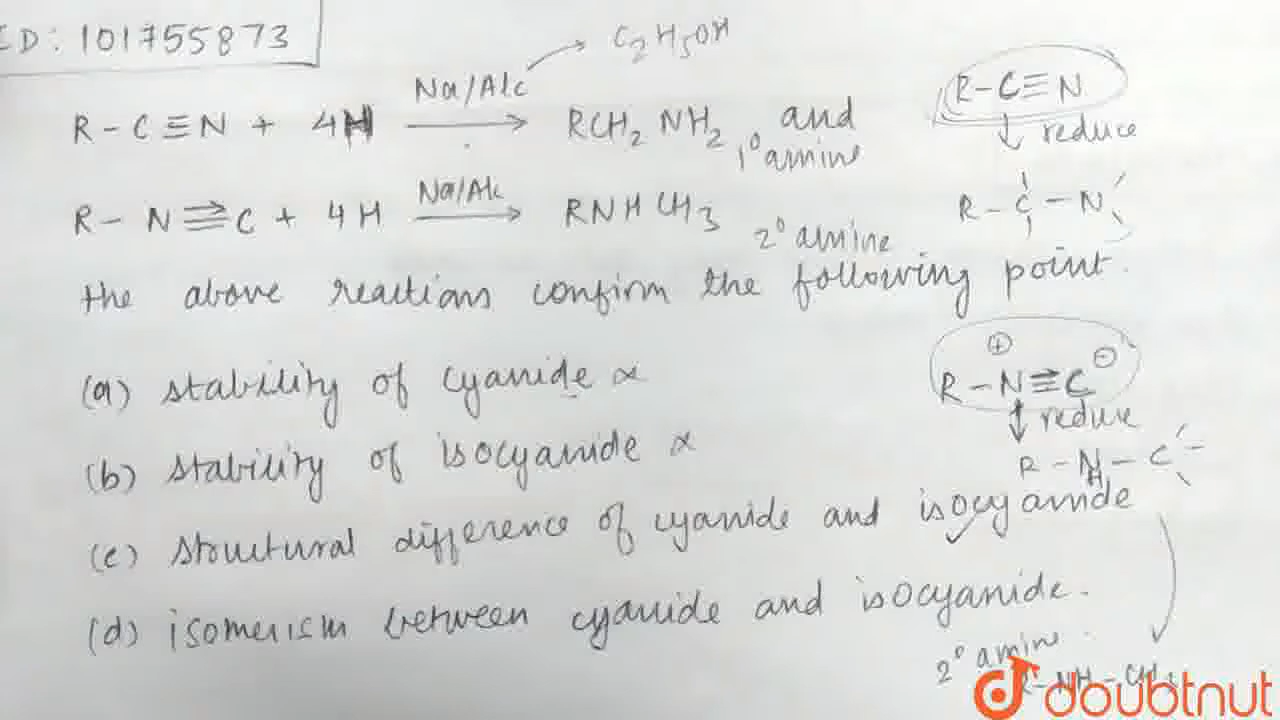 ID: 101755873
C2H5OH
R-C≡N + 4H Na/Alc → RCH2NH2 and
1° amine
R-N≡C + 4H Na/Alc → RNHCH3
2° amine
the above reactions confirm the following point.
(a) stability of cyanide ∝
(b) stability of isocyanide ∝
(c) structural difference of cyanide and isocyanide ✓
(d) isomerism between cyanide and isocyanide.
R-C≡N
↓ reduce
R-C-N
⊕ ⊖
R-N≡C
↓ reduce
R-N-C
H
2° amine
R-NH-CH3
doubtnut